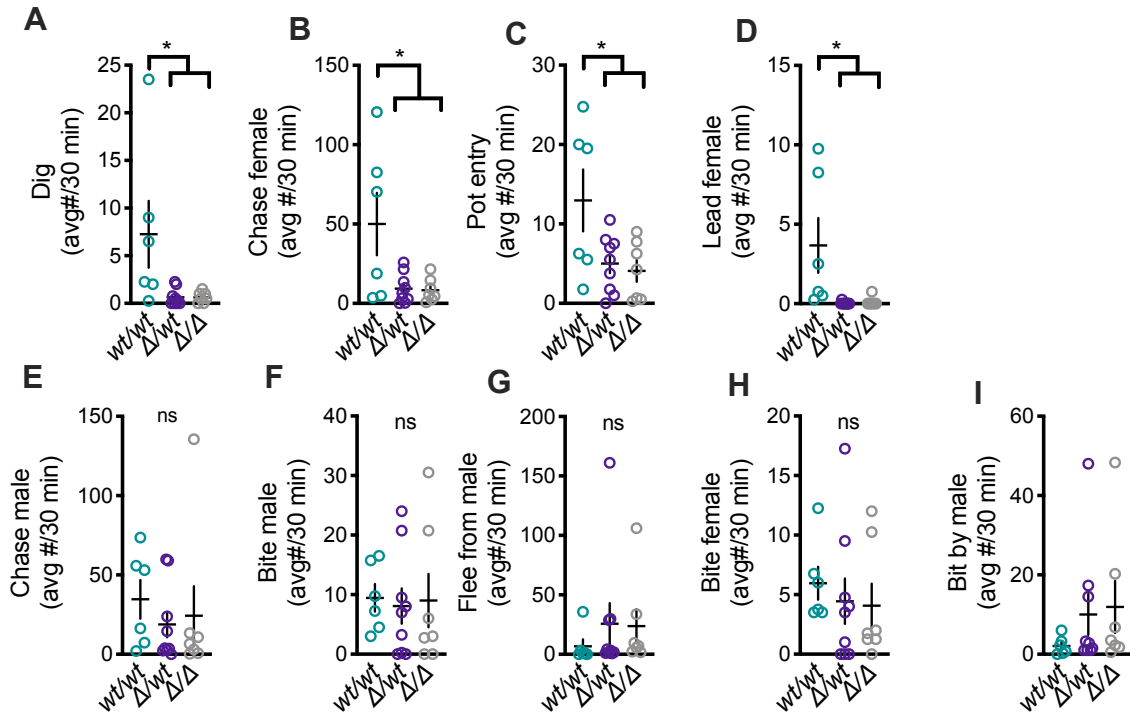 A
*
Dig
(avg#/30 min)
25
20
15
10
5
0
wt/wt
Δ/wt
Δ/Δ
B
*
Chase female
(avg #/30 min)
150
100
50
0
wt/wt
Δ/wt
Δ/Δ
C
*
Pot entry
(avg #/30 min)
30
20
10
0
wt/wt
Δ/wt
Δ/Δ
D
*
Lead female
(avg #/30 min)
15
10
5
0
wt/wt
Δ/wt
Δ/Δ
E
ns
Chase male
(avg #/30 min)
150
100
50
0
wt/wt
Δ/wt
Δ/Δ
F
ns
Bite male
(avg#/30 min)
40
30
20
10
0
wt/wt
Δ/wt
Δ/Δ
G
ns
Flee from male
(avg#/30 min)
200
150
100
50
0
wt/wt
Δ/wt
Δ/Δ
H
ns
Bite female
(avg#/30 min)
20
15
10
5
0
wt/wt
Δ/wt
Δ/Δ
I
Bit by male
(avg #/30 min)
60
40
20
0
wt/wt
Δ/wt
Δ/Δ